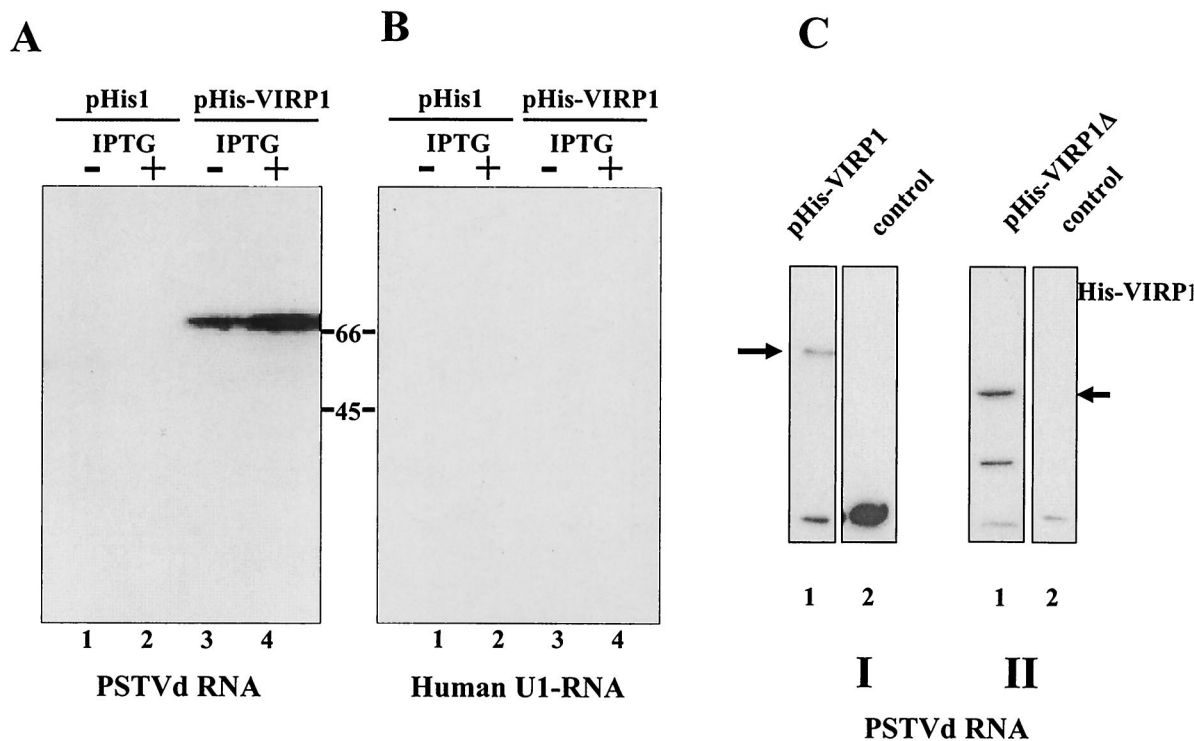 A
B
C
pHis1
pHis-VIRP1
IPTG
IPTG
- + - +
pHis1
pHis-VIRP1
IPTG
IPTG
- + - +
66
45
pHis-VIRP1
control
pHis-VIRP1Δ
control
His-VIRP1
1 2 3 4
1 2 3 4
1 2
1 2
PSTVd RNA
Human U1-RNA
I
II
PSTVd RNA